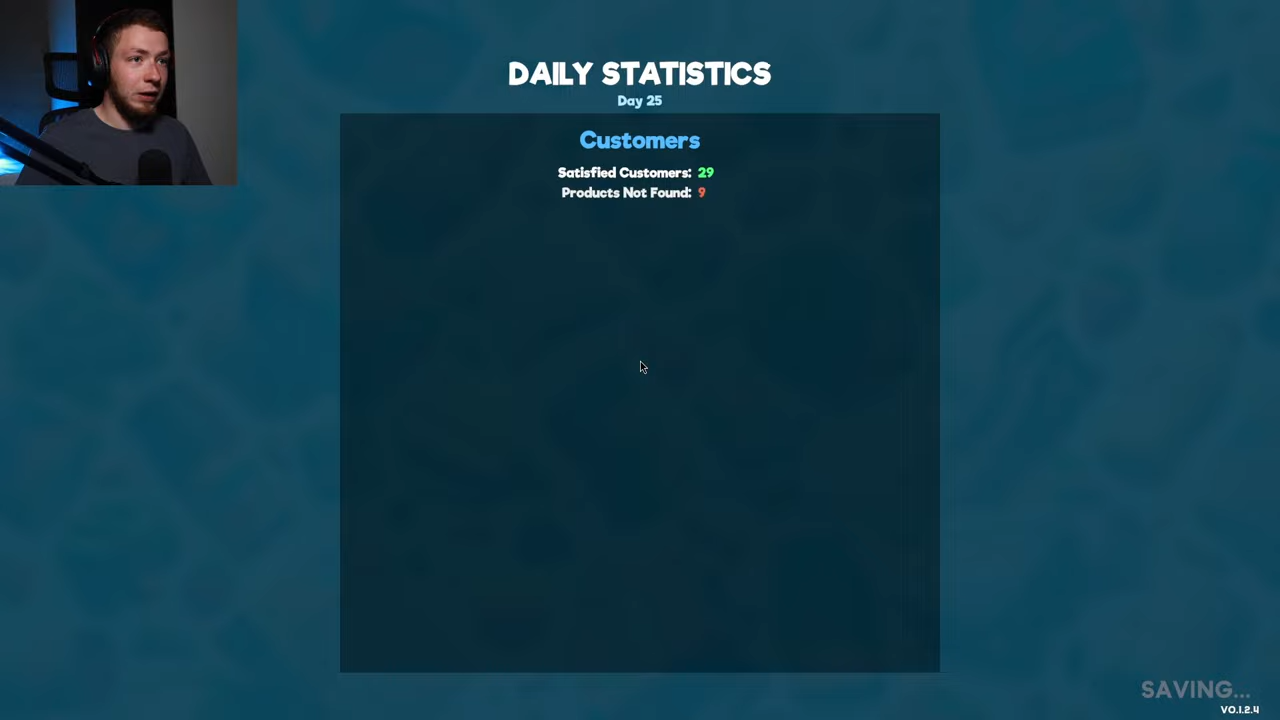 DAILY STATISTICS
Day 25
Customers
Satisfied Customers: 29
Products Not Found: 9
SAVING...
V0.1.2.4